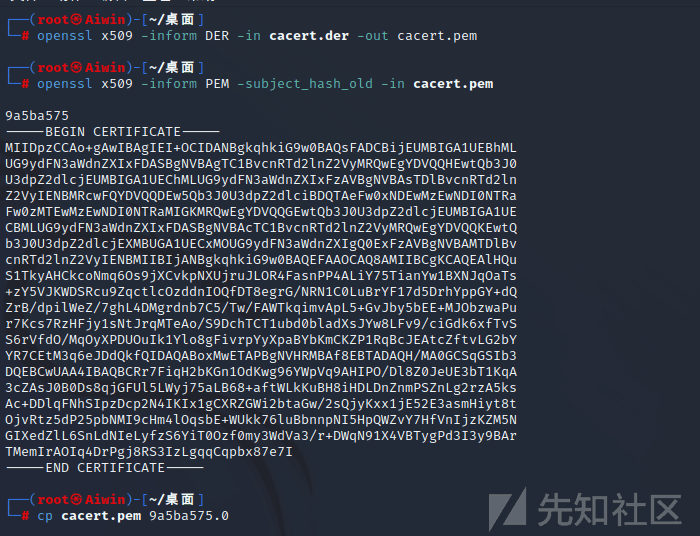 ┌──(root㉿Aiwin)-[~/桌面]
└─# openssl x509 -inform DER -in cacert.der -out cacert.pem
┌──(root㉿Aiwin)-[~/桌面]
└─# openssl x509 -inform PEM -subject_hash_old -in cacert.pem
9a5ba575
-----BEGIN CERTIFICATE-----
MIIDpzCCAo+gAwIBAgIEI+OCIDANBgkqhkiG9w0BAQsFADCBijEUMBIGA1UEBhML
UG9ydFN3aWdnZXIxFDASBgNVBAgTC1BvcnRTd2lnZ2VyMRQwEgYDVQQHEwtQb3J0
U3dpZ2dlcjEUMBIGA1UEChMLUG9ydFN3aWdnZXIxFzAVBgNVBAsTDlBvcnRTd2ln
Z2VyIENBMRcwFQYDVQQDEw5Qb3J0U3dpZ2dlciBDQTAeFw0xNDEwMzEwNDI0NTRa
Fw0zMTEwMzEwNDI0NTRaMIGKMRQwEgYDVQQGEwtQb3J0U3dpZ2dlcjEUMBIGA1UE
CBMLUG9ydFN3aWdnZXIxFDASBgNVBAcTC1BvcnRTd2lnZ2VyMRQwEgYDVQQKEwtQ
b3J0U3dpZ2dlcjEXMBUGA1UECxMOUG9ydFN3aWdnZXIgQ0ExFzAVBgNVBAMTDlBv
cnRTd2lnZ2VyIENBMIIBIjANBgkqhkiG9w0BAQEFAAOCAQ8AMIIBCgKCAQEAlHQu
S1TkyAHCkcoNmq6Os9jXCvkpNXUjruJLOR4FasnPP4ALiY75TianYw1BXNJqOaTs
+zY5VJKWDSRcu9ZqctlcOzddnIOQfDT8egrG/NRN1C0LuBrYF17d5DrhYppGY+dQ
ZrB/dpilWeZ/7ghL4DMgrdnb7C5/Tw/FAWTkqimvApL5+GvJby5bEE+MJObzwaPu
r7Kcs7RzHFjy1sNtJrqMTeAo/S9DchTCT1ubd0bladXsJYw8LFv9/ciGdk6xfTvS
S6rVfdO/MqOyXPDUOuIk1Ylo8gFivrpYyXpaBYbKmCKZP1RqBcJEAtcZftvLG2bY
YR7CEtM3q6eJDdQkfQIDAQABoxMwETAPBgNVHRMBAf8EBTADAQH/MA0GCSqGSIb3
DQEBCwUAA4IBAQBCRr7FiqH2bKGn1OdKwg96YWpVq9AHIPO/Dl8Z0JeUE3bT1KqA
3cZAsJ0B0Ds8qjGFUl5LWyj75aLB68+aftWLkKuBH8iHDLDnZnmPSZnLg2rzA5ks
Ac+DDlqFNhSIpzDcp2N4IKIx1gCXRZGWi2btaGw/2sQjyKxx1jE52E3asmHiyt8t
OjvRtz5dP25pbNMI9cHm4lOqsbE+WUkk76luBbnnpNI5HpQWZvY7HfVnIjzKZM5N
GIXedZlL6SnLdNIeLyfzS6YiT0Ozf0my3WdVa3/r+DWqN91X4VBTygPd3I3y9BAr
TMemIrAOIq4DrPgj8RS3IzLgqqCqpbx87e7I
-----END CERTIFICATE-----
┌──(root㉿Aiwin)-[~/桌面]
└─# cp cacert.pem 9a5ba575.0
先知社区